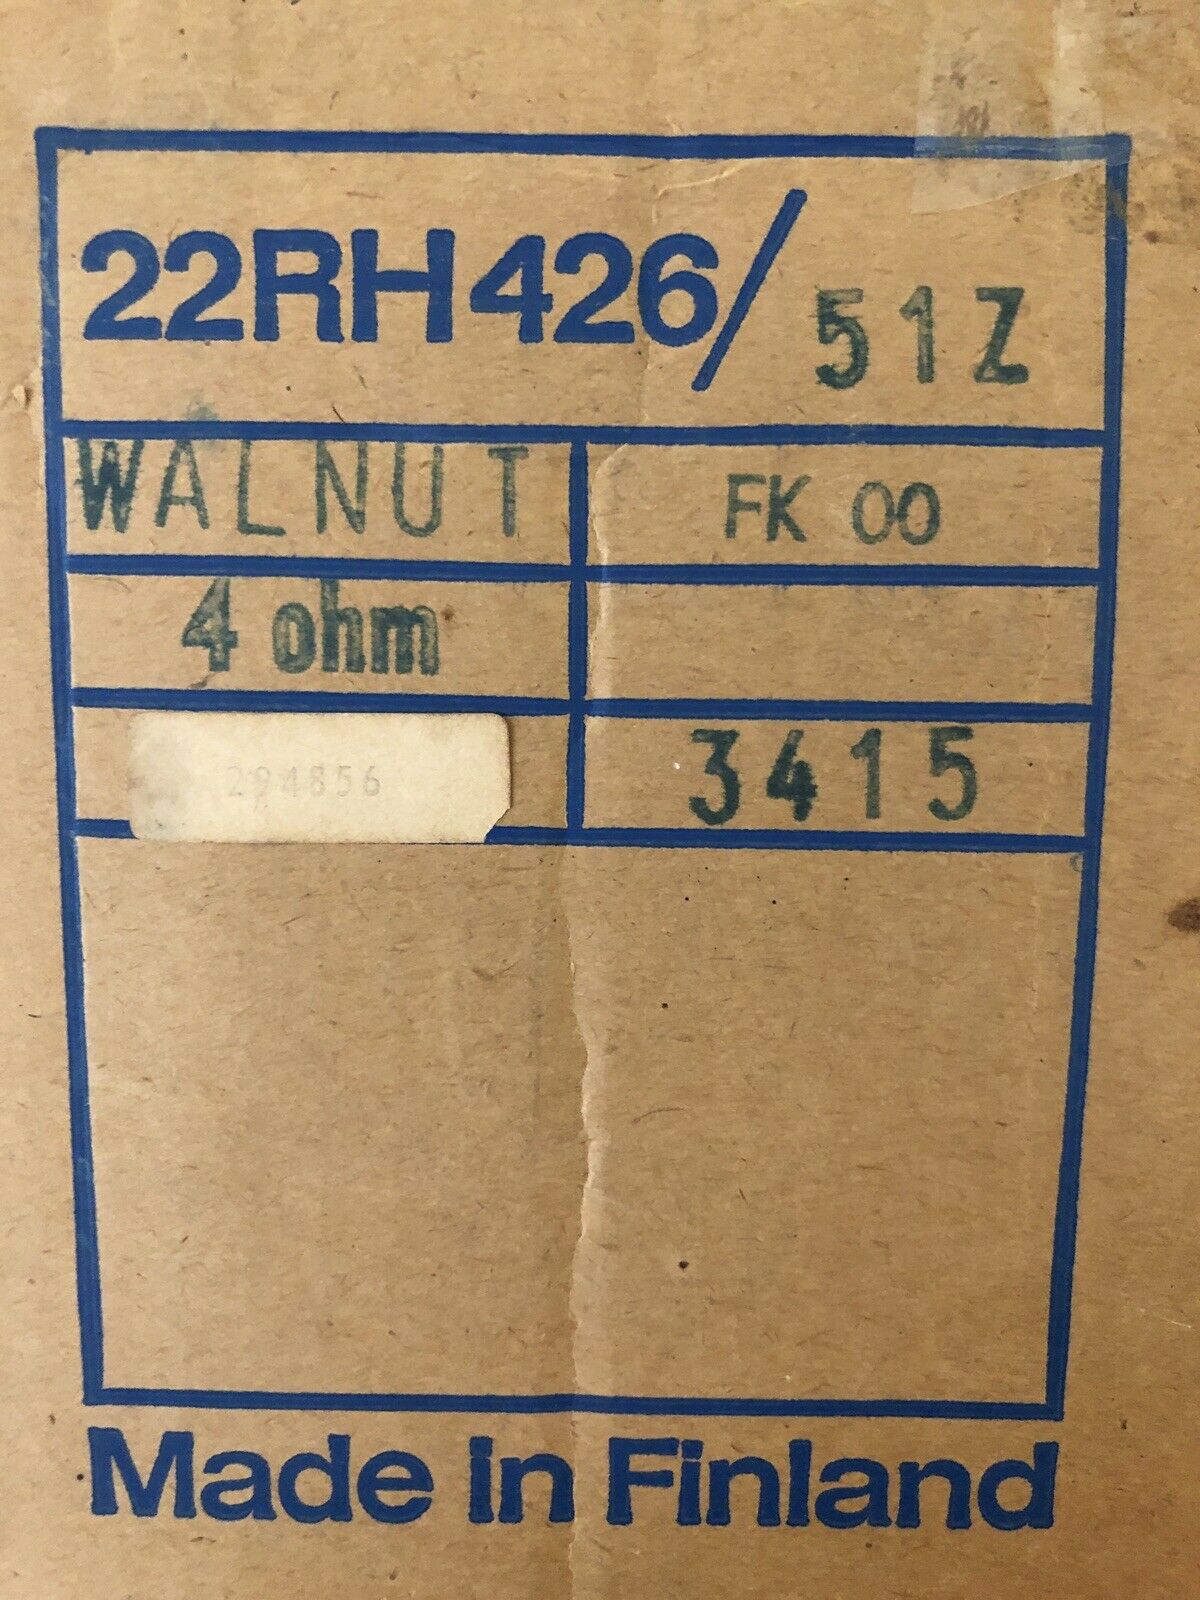 22RH426/51Z
WALNUT FK 00
4 ohm
294856 3415
Made in Finland